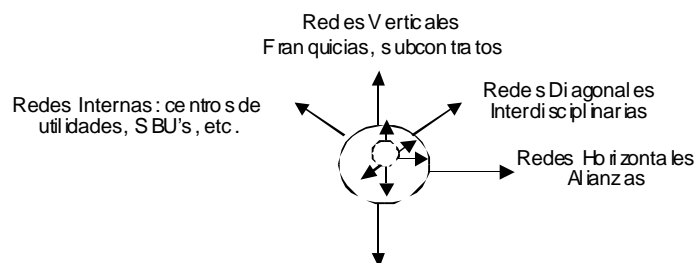 Redes Verticales
Franquicias, subcontratos
Redes Internas: centros de
utilidades, SBU's, etc.
Redes Diagonales
Interdisciplinarias
Redes Horizontales
Alianzas